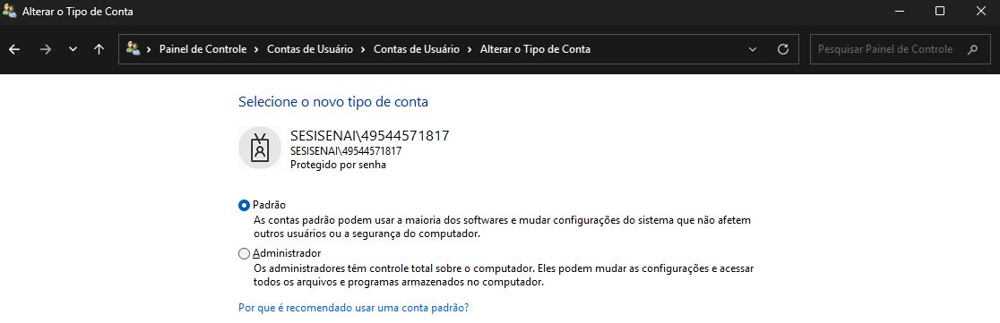 Alterar o Tipo de Conta
Painel de Controle > Contas de Usuário > Contas de Usuário > Alterar o Tipo de Conta
Pesquisar Painel de Controle
Selecione o novo tipo de conta
SESISENAI\49544571817
SESISENAI\49544571817
Protegido por senha
Padrão
As contas padrão podem usar a maioria dos softwares e mudar configurações do sistema que não afetem
outros usuários ou a segurança do computador.
Administrador
Os administradores têm controle total sobre o computador. Eles podem mudar as configurações e acessar
todos os arquivos e programas armazenados no computador.
Por que é recomendado usar uma conta padrão?